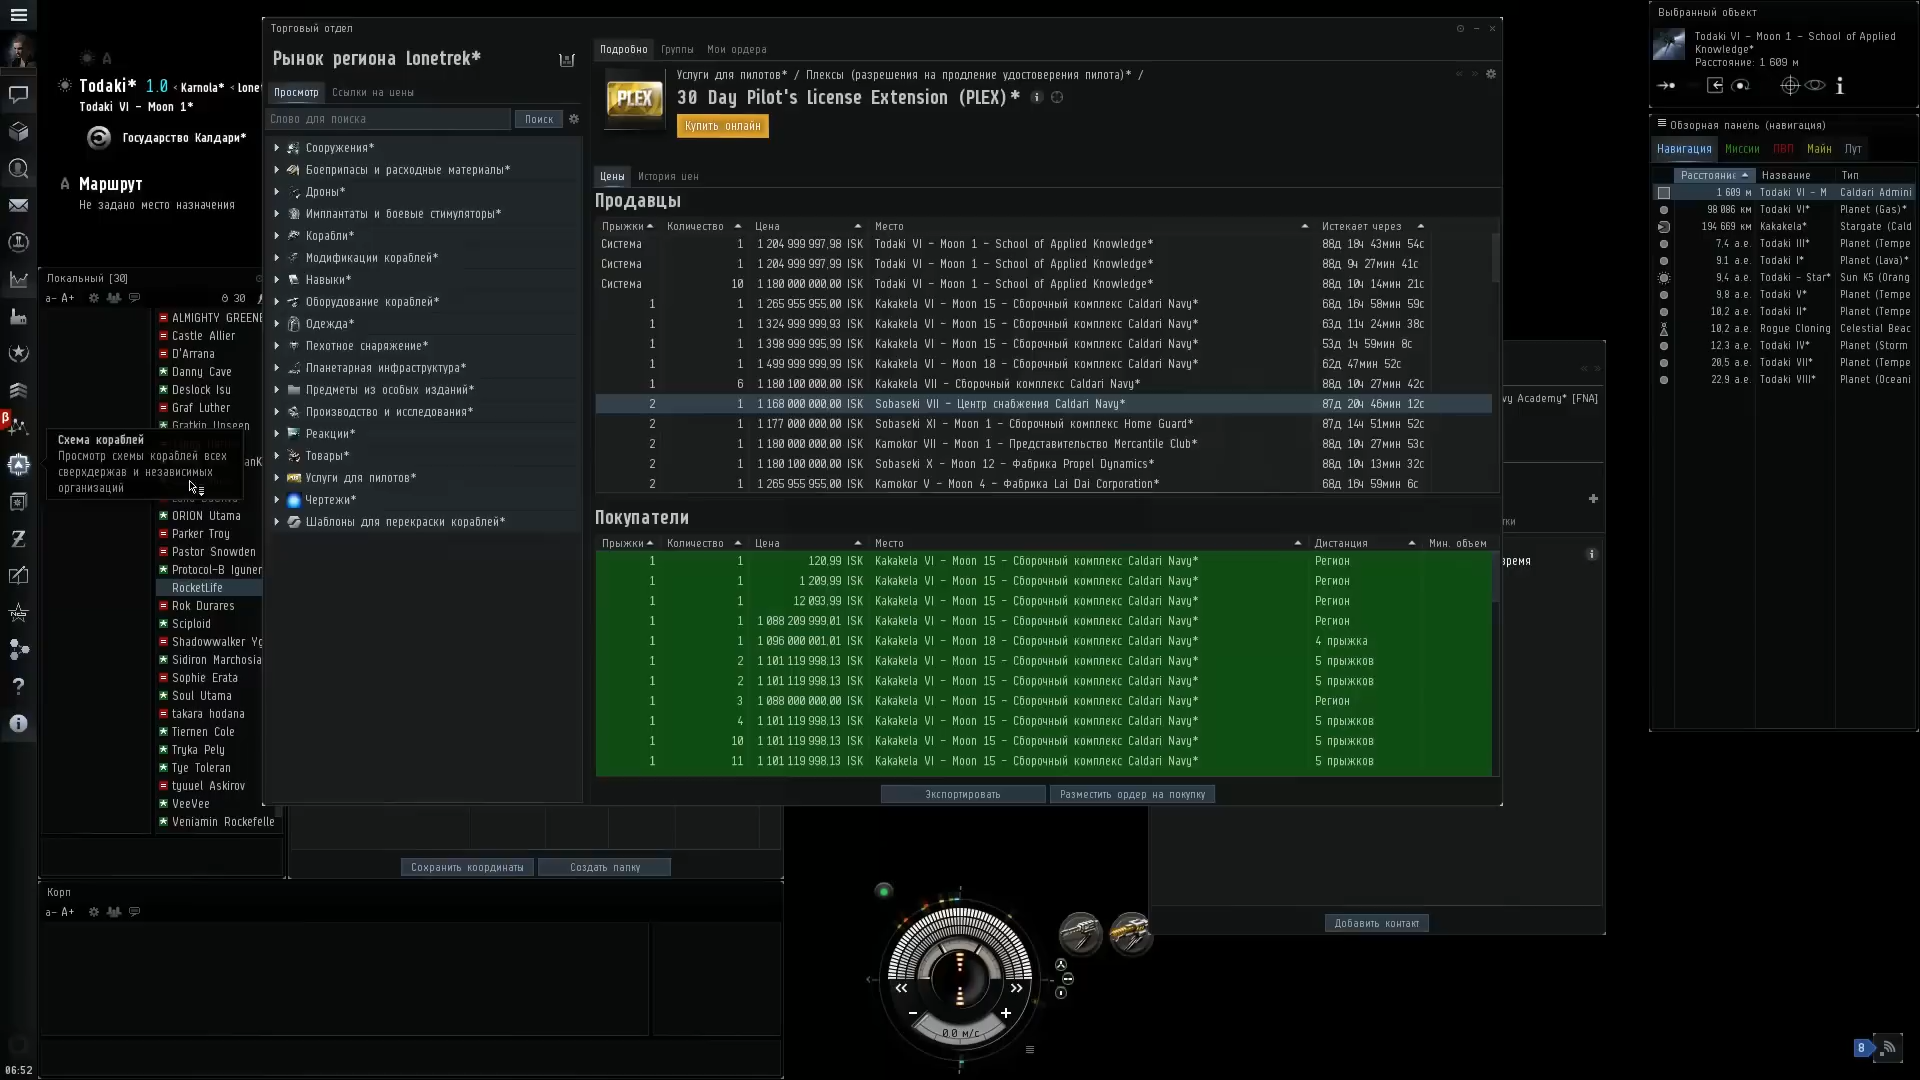 Todaki* 1.0 < Karnola* < Lonet
Todaki VI - Moon 1*
Государство Калдари*
Маршрут
Не задано место назначения
Локальный [30]
a- A+
30
ALMIGHTY GREENE
Castle Allier
D'Arrana
Danny Cave
Deslock Isu
Graf Luther
Gratkin Unseen
Схема кораблей
Просмотр схемы кораблей всех
сверхдержав и независимых
организаций
ORION Utama
Parker Troy
Pastor Snowden
Protocol-B Iguner
RocketLife
Rok Durares
Sciploid
Shadowwalker Yg
Sidiron Marchosia
Sophie Erata
Soul Utama
takara hodana
Tiernen Cole
Tryka Pely
Tye Toleran
tyuuel Askirov
VeeVee
Veniamin Rockefelle
β
06:52
Торговый отдел
Рынок региона Lonetrek*
Просмотр Ссылки на цены
Слово для поиска Поиск
Сооружения*
Боеприпасы и расходные материалы*
Дроны*
Имплантаты и боевые стимуляторы*
Корабли*
Модификации кораблей*
Навыки*
Оборудование кораблей*
Одежда*
Пехотное снаряжение*
Планетарная инфраструктура*
Предметы из особых изданий*
Производство и исследования*
Реакции*
Товары*
Услуги для пилотов*
Чертежи*
Шаблоны для перекраски кораблей*
Подробно Группы Мои ордера
Услуги для пилотов* / Плексы (разрешения на продление удостоверения пилота)* /
PLEX
30 Day Pilot's License Extension (PLEX)*
Купить онлайн
Цены История цен
Продавцы
Прыжки Количество Цена Место Истекает через
Система 1 1 204 999 997,98 ISK Todaki VI - Moon 1 - School of Applied Knowledge* 88д 18ч 43мин 54с
Система 1 1 204 999 997,99 ISK Todaki VI - Moon 1 - School of Applied Knowledge* 88д 9ч 27мин 41с
Система 10 1 180 000 000,00 ISK Todaki VI - Moon 1 - School of Applied Knowledge* 88д 10ч 14мин 21с
1 1 1 265 955 955,00 ISK Kakakela VI - Moon 15 - Сборочный комплекс Caldari Navy* 68д 16ч 58мин 59с
1 1 1 324 999 999,93 ISK Kakakela VI - Moon 15 - Сборочный комплекс Caldari Navy* 63д 11ч 24мин 38с
1 1 1 398 999 995,99 ISK Kakakela VI - Moon 15 - Сборочный комплекс Caldari Navy* 53д 1ч 59мин 8с
1 1 1 499 999 999,99 ISK Kakakela VI - Moon 18 - Сборочный комплекс Caldari Navy* 62д 47мин 52с
1 6 1 180 100 000,00 ISK Kakakela VII - Сборочный комплекс Caldari Navy* 88д 10ч 27мин 42с
2 1 1 168 000 000,00 ISK Sobaseki VII - Центр снабжения Caldari Navy* 87д 20ч 46мин 12с
2 1 1 177 000 000,00 ISK Sobaseki XI - Moon 2 - Сборочный комплекс Home Guard* 87д 14ч 51мин 52с
2 1 1 180 000 000,00 ISK Kamokor VII - Moon 1 - Представительство Mercantile Club* 88д 10ч 27мин 53с
2 1 1 180 100 000,00 ISK Sobaseki X - Moon 12 - Фабрика Propel Dynamics* 88д 10ч 13мин 32с
2 1 1 265 955 955,00 ISK Kamokor V - Moon 4 - Фабрика Lai Dai Corporation* 68д 16ч 59мин 6с
Покупатели
Прыжки Количество Цена Место Дистанция Мин. объем
1 1 120,99 ISK Kakakela VI - Moon 15 - Сборочный комплекс Caldari Navy* Регион
1 1 1 209,99 ISK Kakakela VI - Moon 15 - Сборочный комплекс Caldari Navy* Регион
1 1 12 093,99 ISK Kakakela VI - Moon 15 - Сборочный комплекс Caldari Navy* Регион
1 1 1 088 209 999,01 ISK Kakakela VI - Moon 15 - Сборочный комплекс Caldari Navy* Регион
1 1 1 096 000 001,01 ISK Kakakela VI - Moon 18 - Сборочный комплекс Caldari Navy* 4 прыжка
1 2 1 101 119 998,13 ISK Kakakela VI - Moon 15 - Сборочный комплекс Caldari Navy* 5 прыжков
1 2 1 101 119 998,13 ISK Kakakela VI - Moon 15 - Сборочный комплекс Caldari Navy* 5 прыжков
1 3 1 088 000 000,00 ISK Kakakela VI - Moon 15 - Сборочный комплекс Caldari Navy* Регион
1 4 1 101 119 998,13 ISK Kakakela VI - Moon 15 - Сборочный комплекс Caldari Navy* 5 прыжков
1 10 1 101 119 998,13 ISK Kakakela VI - Moon 15 - Сборочный комплекс Caldari Navy* 5 прыжков
1 11 1 101 119 998,13 ISK Kakakela VI - Moon 15 - Сборочный комплекс Caldari Navy* 5 прыжков
Экспортировать Разместить ордер на покупку
Сохранить координаты Создать папку
Корп
a- A+
0.0 м/с
vy Academy* [FNA]
тки
время
Добавить контакт
Выбранный объект
Todaki VI - Moon 1 - School of Applied
Knowledge*
Расстояние: 1 609 м
Обзорная панель (навигация)
Навигация Миссии ПВП Майн Лут
Расстояние Название Тип
1 609 м Todaki VI - M Caldari Admini
98 086 км Todaki VI* Planet (Gas)*
194 669 км Kakakela* Stargate (Cald
7,4 а.е. Todaki III* Planet (Tempe
9,1 а.е. Todaki I* Planet (Lava)*
9,4 а.е. Todaki - Star* Sun K5 (Orang
9,8 а.е. Todaki V* Planet (Tempe
10,2 а.е. Todaki II* Planet (Tempe
10,2 а.е. Rogue Cloning Celestial Beac
12,3 а.е. Todaki IV* Planet (Storm
20,5 а.е. Todaki VII* Planet (Tempe
22,9 а.е. Todaki VIII* Planet (Oceani
8